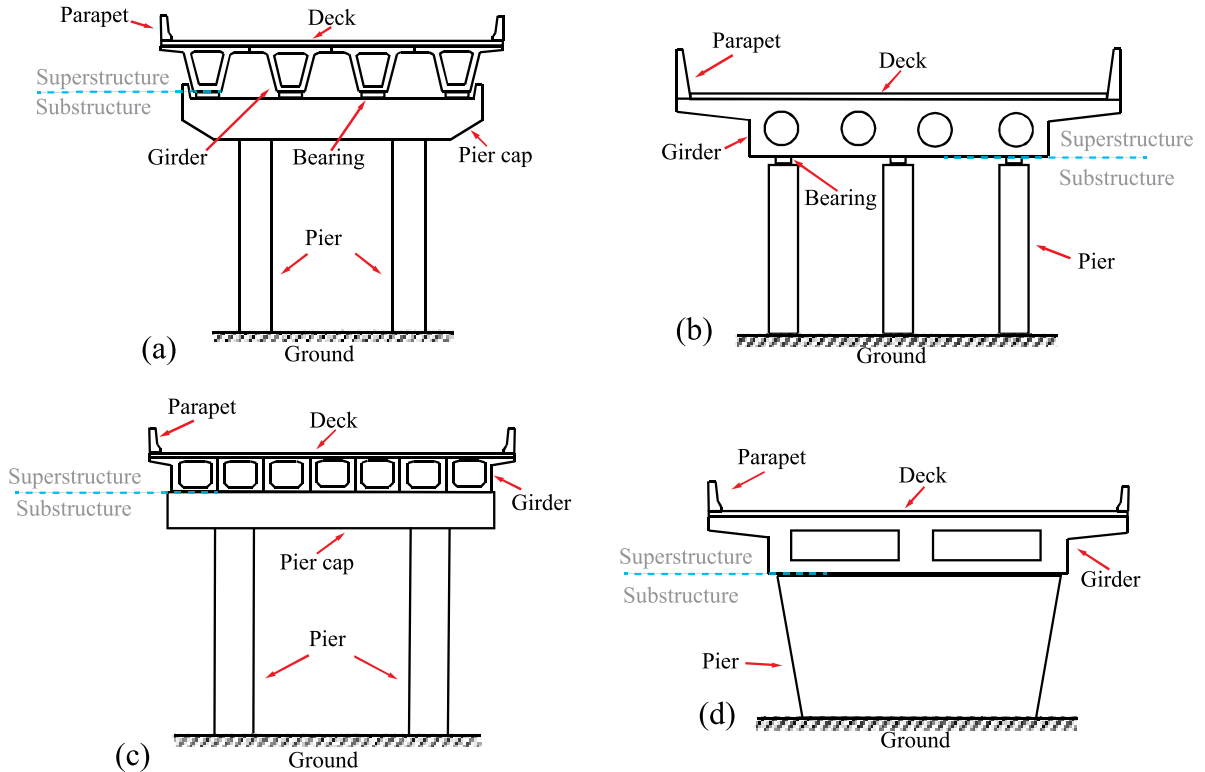 Parapet
Deck
Superstructure
Substructure
Girder
Bearing
Pier cap
Pier
Ground
(a)
Parapet
Deck
Girder
Superstructure
Substructure
Bearing
Pier
Ground
(b)
Parapet
Deck
Superstructure
Substructure
Girder
Pier cap
Pier
Ground
(c)
Parapet
Deck
Superstructure
Substructure
Girder
Pier
Ground
(d)